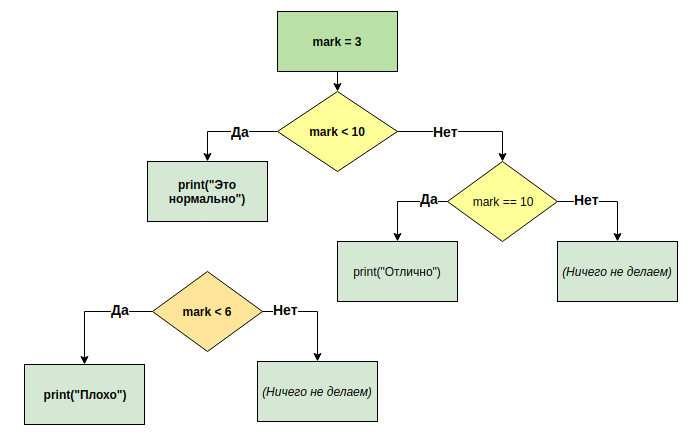 mark = 3
Да
mark < 10
Нет
print("Это
нормально")
Да
mark == 10
Нет
print("Отлично")
(Ничего не делаем)
Да
mark < 6
Нет
print("Плохо")
(Ничего не делаем)